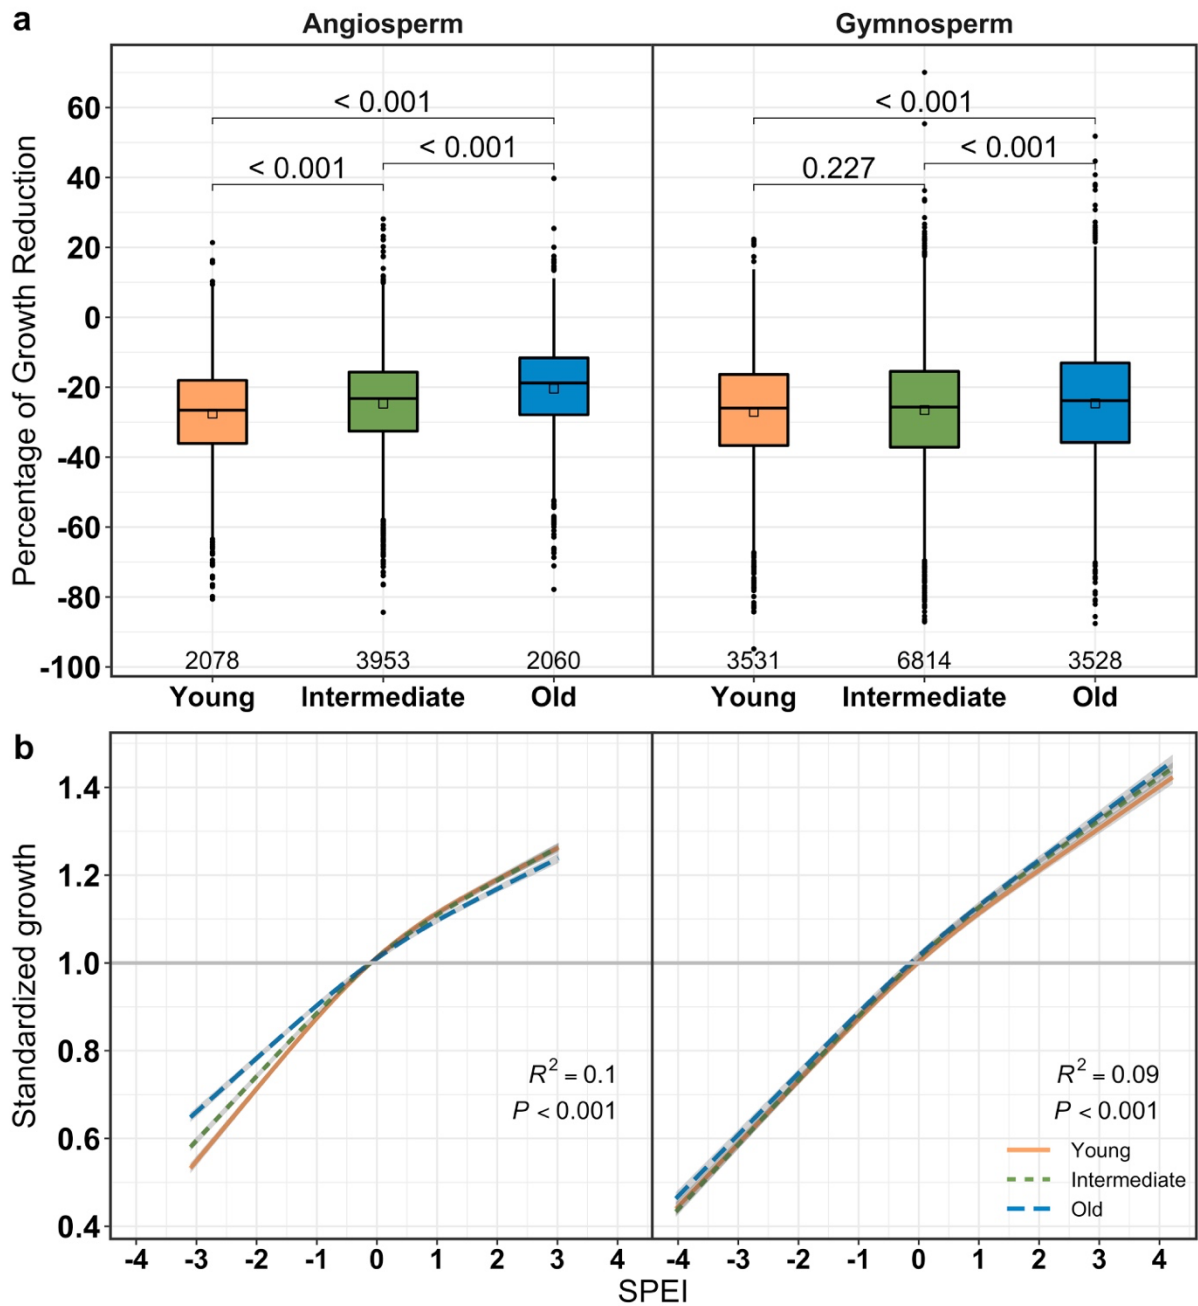 a
Angiosperm Gymnosperm
Percentage of Growth Reduction
60
40
20
0
-20
-40
-60
-80
-100
< 0.001
< 0.001
< 0.001
< 0.001
0.227
< 0.001
2078 3953 2060 3531 6814 3528
Young Intermediate Old Young Intermediate Old
b
Standardized growth
1.4
1.2
1.0
0.8
0.6
0.4
R² = 0.1
P < 0.001
R² = 0.09
P < 0.001
Young
Intermediate
Old
-4 -3 -2 -1 0 1 2 3 4 -4 -3 -2 -1 0 1 2 3 4
SPEI